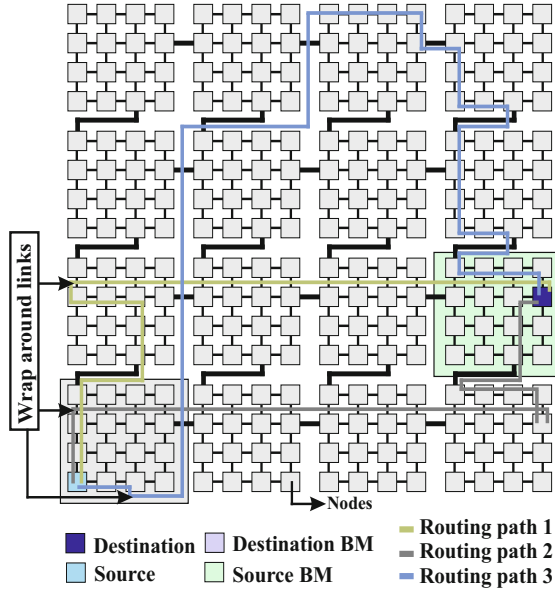 Wrap around links
Nodes
Destination
Destination BM
Routing path 1
Source
Source BM
Routing path 2
Routing path 3